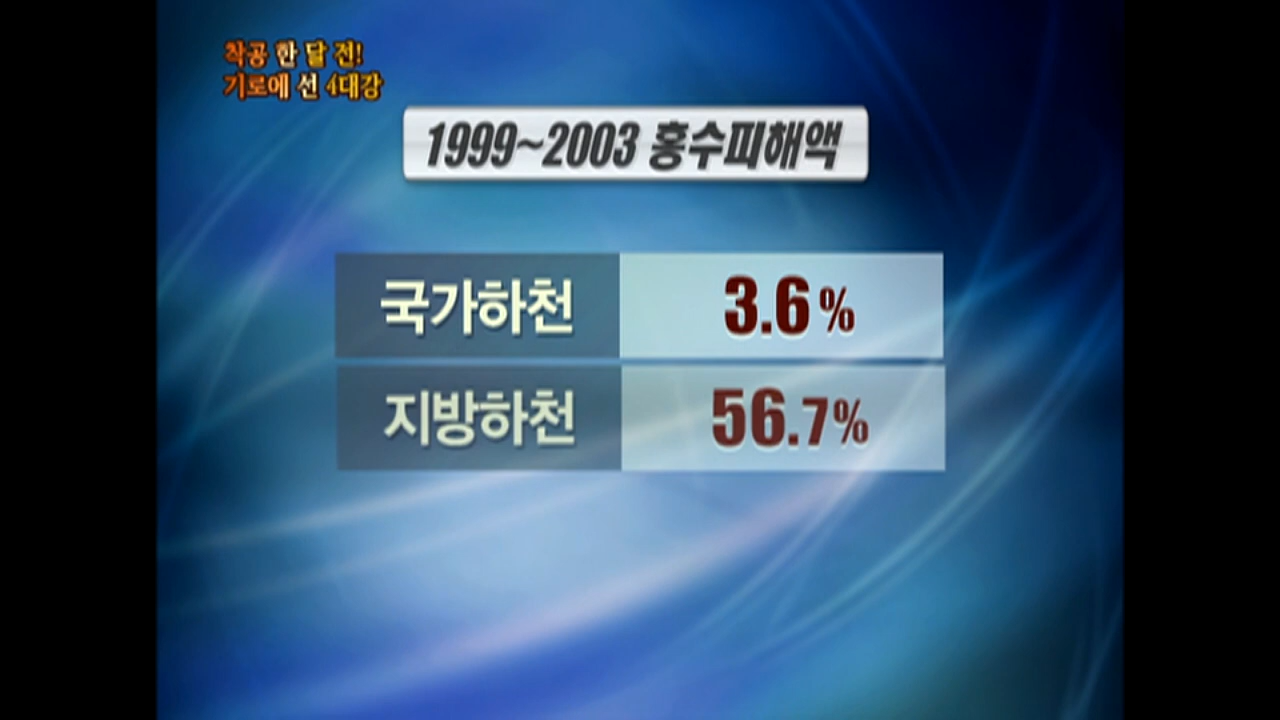 착공 한 달 전!
기로에 선 4대강
1999~2003 홍수피해액
국가하천 3.6%
지방하천 56.7%